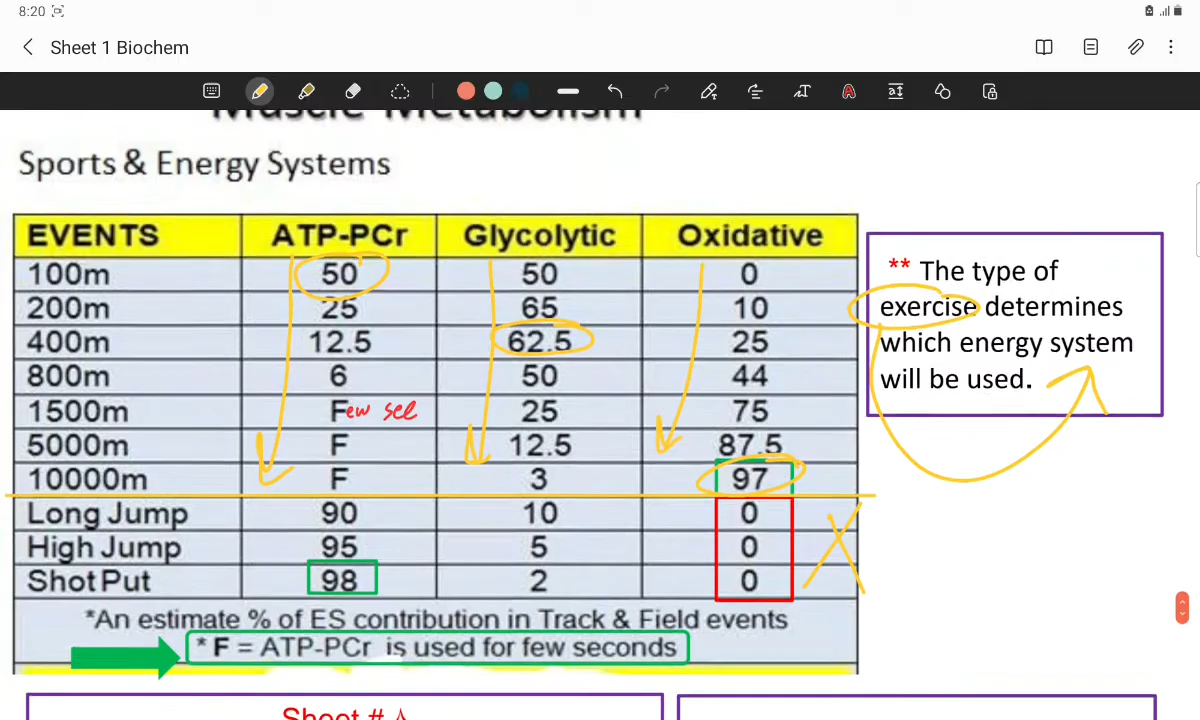 8:20
Sheet 1 Biochem
Muscle Metabolism
Sports & Energy Systems
EVENTS ATP-PCr Glycolytic Oxidative
100m 50 50 0
200m 25 65 10
400m 12.5 62.5 25
800m 6 50 44
1500m Few sec 25 75
5000m F 12.5 87.5
10000m F 3 97
Long Jump 90 10 0
High Jump 95 5 0
Shot Put 98 2 0
*An estimate % of ES contribution in Track & Field events
* F = ATP-PCr is used for few seconds
** The type of
exercise determines
which energy system
will be used.
Sheet #